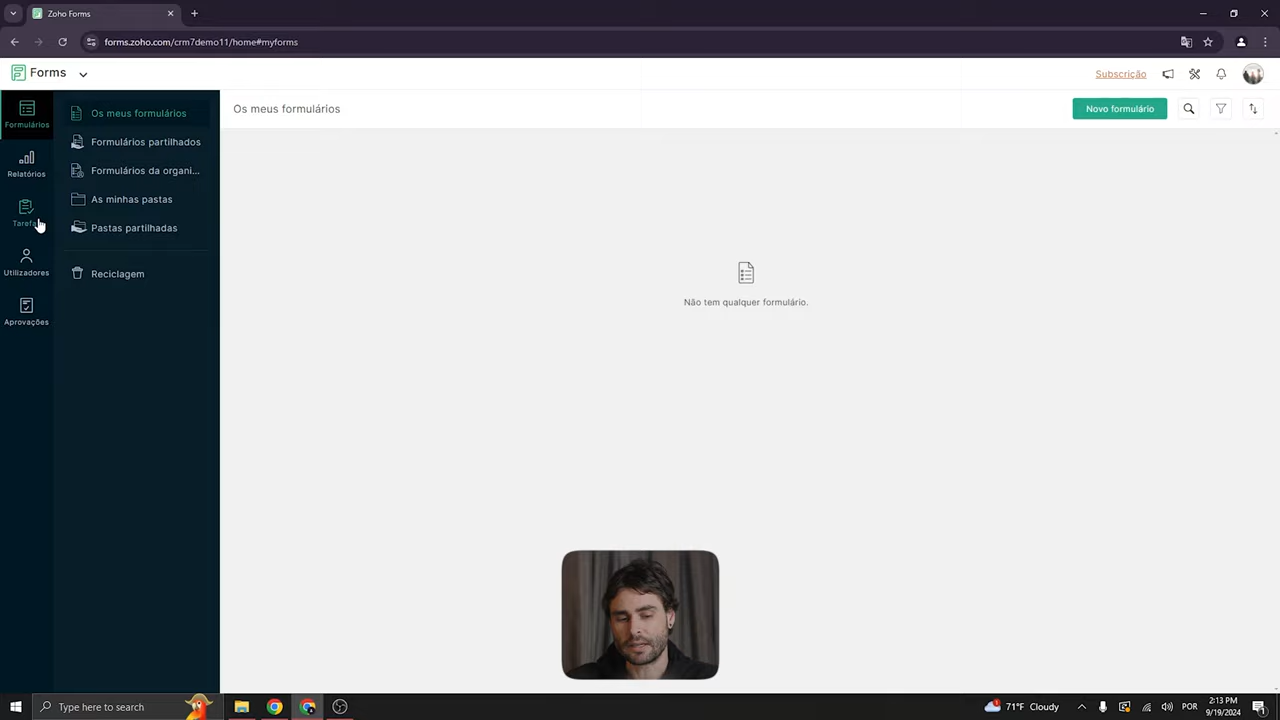 Zoho Forms
forms.zoho.com/crm7demo11/home#myforms
Forms
Subscrição
Formulários
Relatórios
Utilizadores
Aprovações
Os meus formulários
Formulários partilhados
Formulários da organi...
As minhas pastas
Pastas partilhadas
Reciclagem
Os meus formulários
Novo formulário
Não tem qualquer formulário.
Type here to search
71°F Cloudy
POR
2:13 PM
9/19/2024